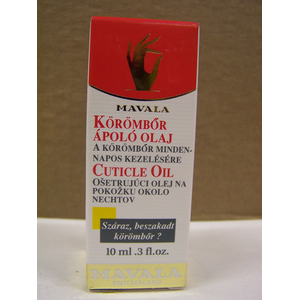 MAVALA
KÖRÖMBŐR
ÁPOLÓ OLAJ
A KÖRÖMBŐR MINDEN-
NAPOS KEZELÉSÉRE
CUTICLE OIL
OŠETRUJÚCI OLEJ NA
POKOŽKU OKOLO
NECHTOV
Száraz, beszakadt
körömbőr ?
10 ml .3 fl.oz.
MAVALA